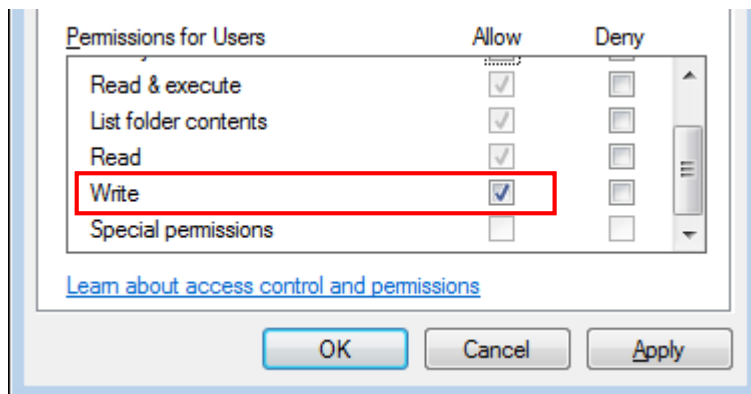 Permissions for Users Allow Deny
Read & execute
List folder contents
Read
Write
Special permissions
Learn about access control and permissions
OK Cancel Apply